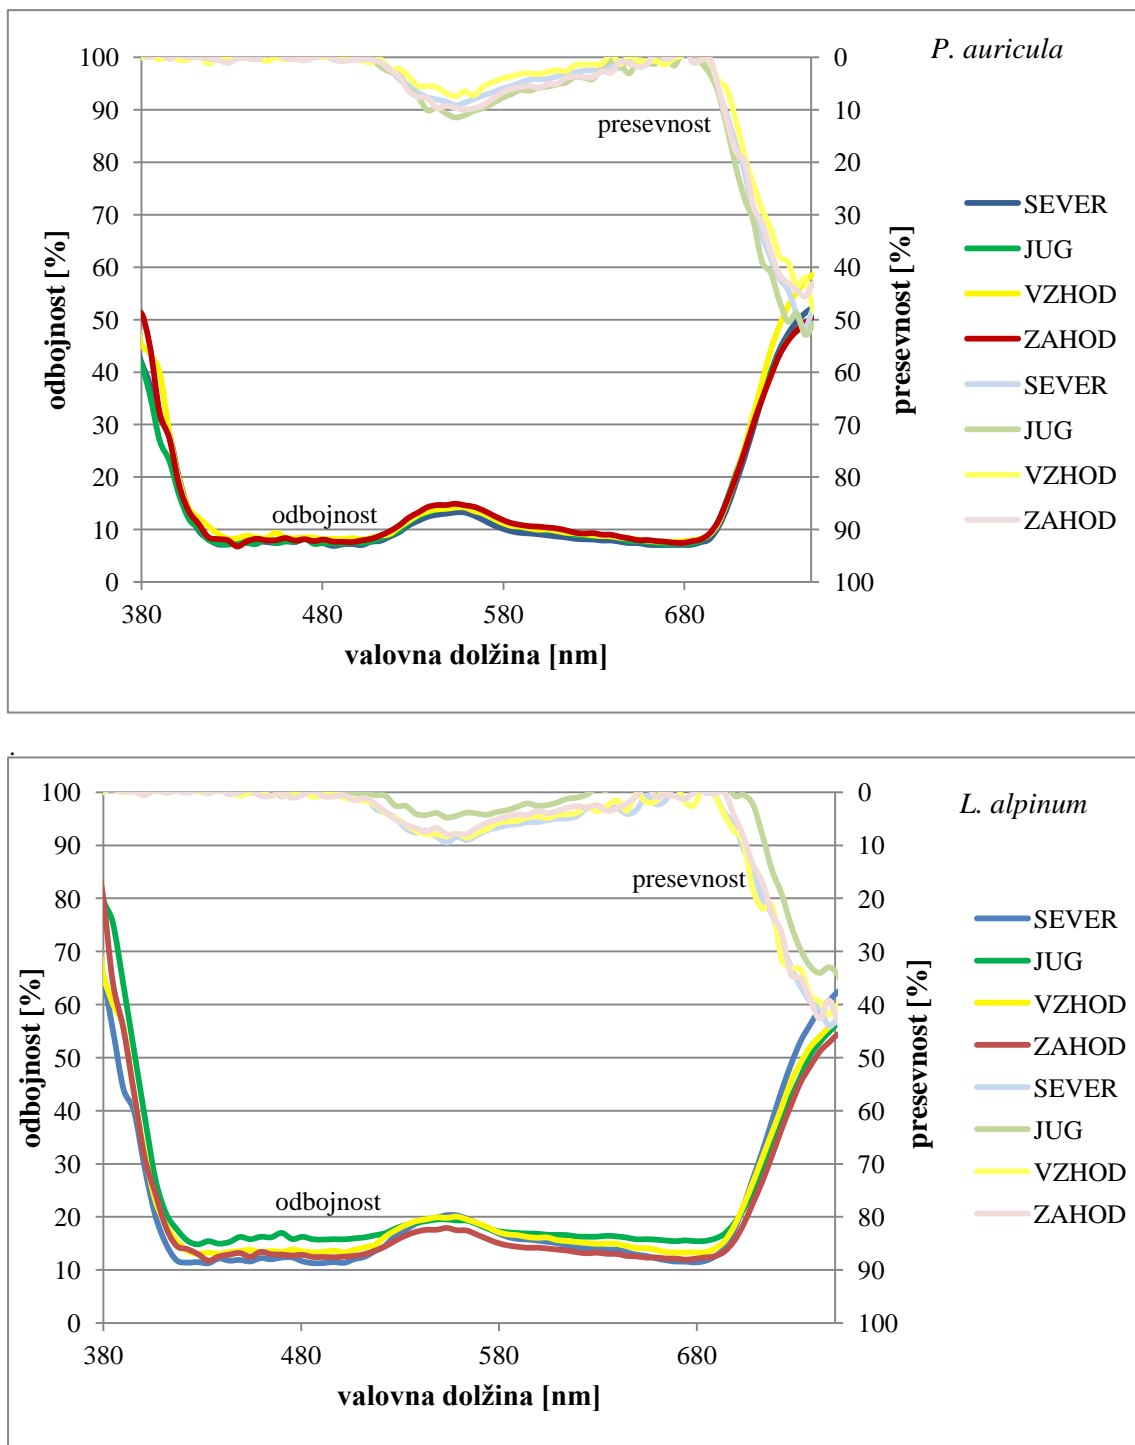 P. auricula
100
90
80
70
60
50
40
30
20
10
0
odbojnost [%]
0
10
20
30
40
50
60
70
80
90
100
presevnost [%]
presevnost
odbojnost
380
480
580
680
valovna dolžina [nm]
SEVER
JUG
VZHOD
ZAHOD
SEVER
JUG
VZHOD
ZAHOD
.
L. alpinum
100
90
80
70
60
50
40
30
20
10
0
odbojnost [%]
0
10
20
30
40
50
60
70
80
90
100
presevnost [%]
presevnost
odbojnost
380
480
580
680
valovna dolžina [nm]
SEVER
JUG
VZHOD
ZAHOD
SEVER
JUG
VZHOD
ZAHOD